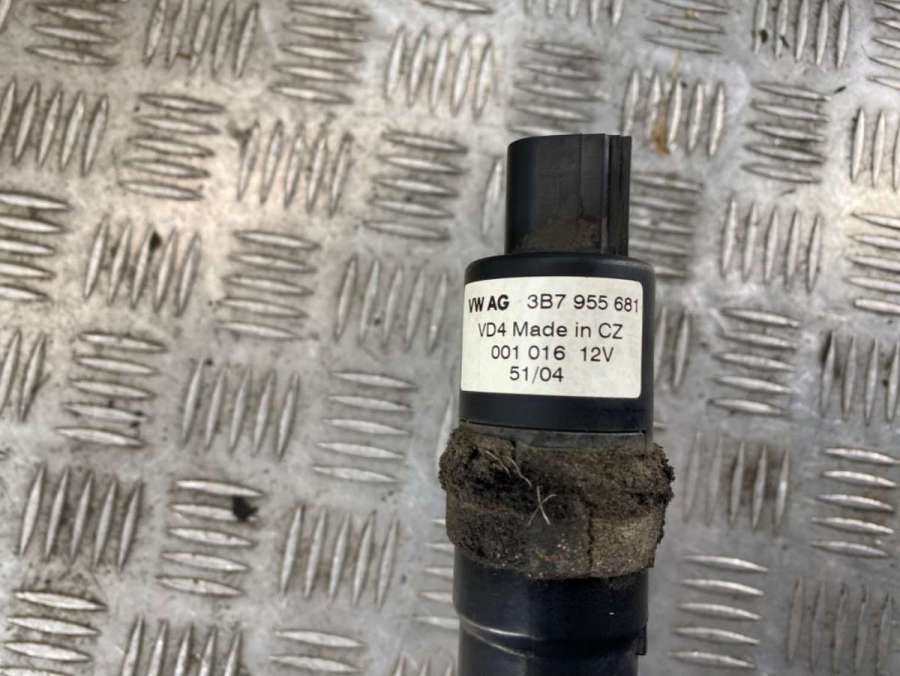 VW AG 3B7 955 681
VD4 Made in CZ
001 016 12V
51/04